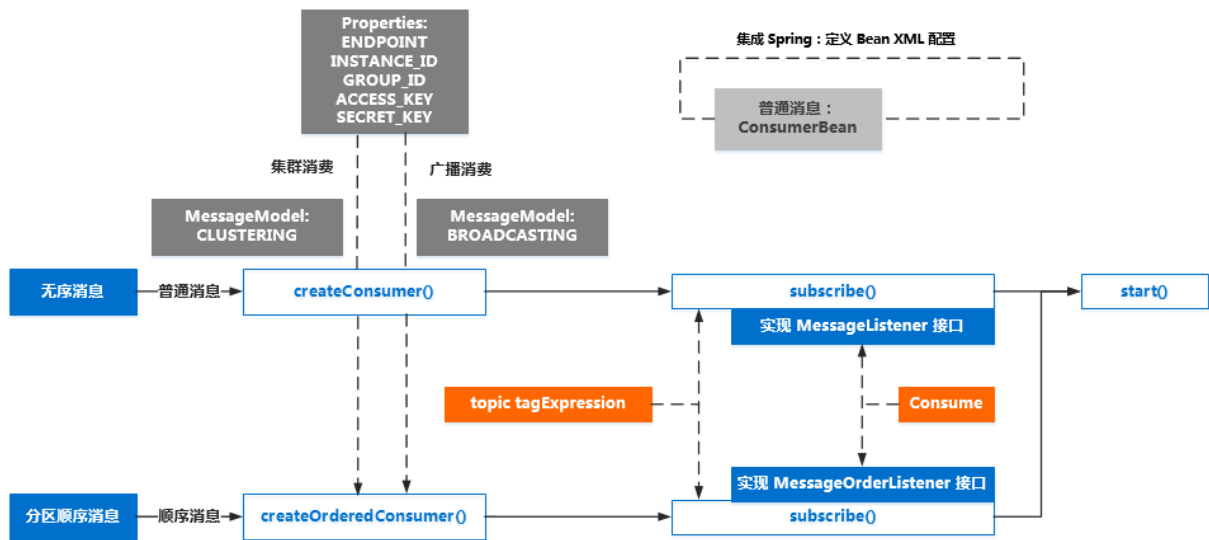 Properties:
ENDPOINT
INSTANCE_ID
GROUP_ID
ACCESS_KEY
SECRET_KEY
集成 Spring：定义 Bean XML 配置
普通消息：
ConsumerBean
集群消费
广播消费
MessageModel:
CLUSTERING
MessageModel:
BROADCASTING
无序消息
普通消息
createConsumer()
subscribe()
start()
实现 MessageListener 接口
topic tagExpression
Consume
实现 MessageOrderListener 接口
分区顺序消息
顺序消息
createOrderedConsumer()
subscribe()